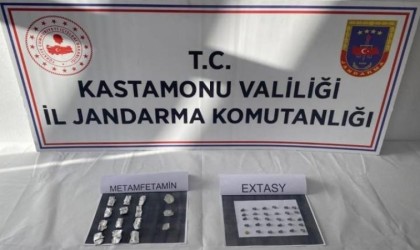 T.C.
KASTAMONU VALİLİĞİ
İL JANDARMA KOMUTANLIĞI
METAMFETAMİN
EXTASY